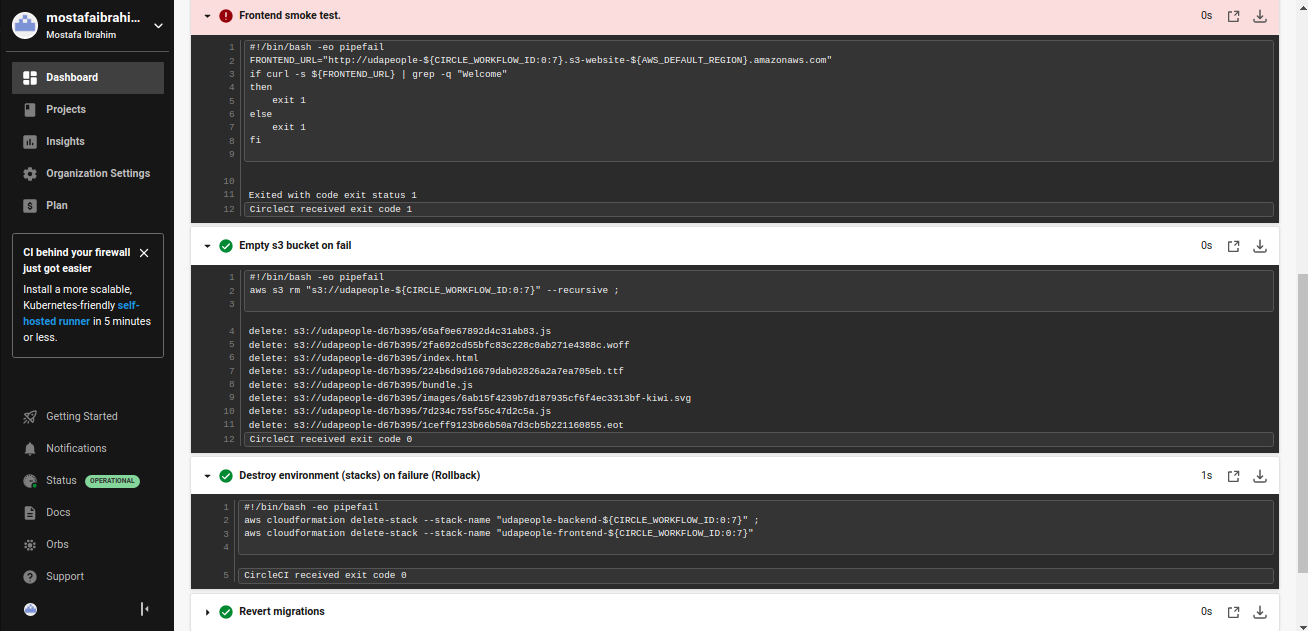 mostafaibrahi...
Mostafa Ibrahim
Dashboard
Projects
Insights
Organization Settings
Plan
CI behind your firewall
just got easier
Install a more scalable,
Kubernetes-friendly self-
hosted runner in 5 minutes
or less.
Getting Started
Notifications
Status OPERATIONAL
Docs
Orbs
Support
Frontend smoke test. 0s
1 #!/bin/bash -eo pipefail
2 FRONTEND_URL="http://udapeople-${CIRCLE_WORKFLOW_ID:0:7}.s3-website-${AWS_DEFAULT_REGION}.amazonaws.com"
3 if curl -s ${FRONTEND_URL} | grep -q "Welcome"
4 then
5 exit 1
6 else
7 exit 1
8 fi
9
10
11 Exited with code exit status 1
12 CircleCI received exit code 1
Empty s3 bucket on fail 0s
1 #!/bin/bash -eo pipefail
2 aws s3 rm "s3://udapeople-${CIRCLE_WORKFLOW_ID:0:7}" --recursive ;
3
4 delete: s3://udapeople-d67b395/65af0e67892d4c31ab83.js
5 delete: s3://udapeople-d67b395/2fa692cd55bfc83c228c0ab271e4388c.woff
6 delete: s3://udapeople-d67b395/index.html
7 delete: s3://udapeople-d67b395/224b6d9d16679dab02826a2a7ea705eb.ttf
8 delete: s3://udapeople-d67b395/bundle.js
9 delete: s3://udapeople-d67b395/images/6ab15f4239b7d187935cf6f4ec3313bf-kiwi.svg
10 delete: s3://udapeople-d67b395/7d234c755f55c47d2c5a.js
11 delete: s3://udapeople-d67b395/1ceff9123b66b50a7d3cb5b221160855.eot
12 CircleCI received exit code 0
Destroy environment (stacks) on failure (Rollback) 1s
1 #!/bin/bash -eo pipefail
2 aws cloudformation delete-stack --stack-name "udapeople-backend-${CIRCLE_WORKFLOW_ID:0:7}" ;
3 aws cloudformation delete-stack --stack-name "udapeople-frontend-${CIRCLE_WORKFLOW_ID:0:7}"
4
5 CircleCI received exit code 0
Revert migrations 0s